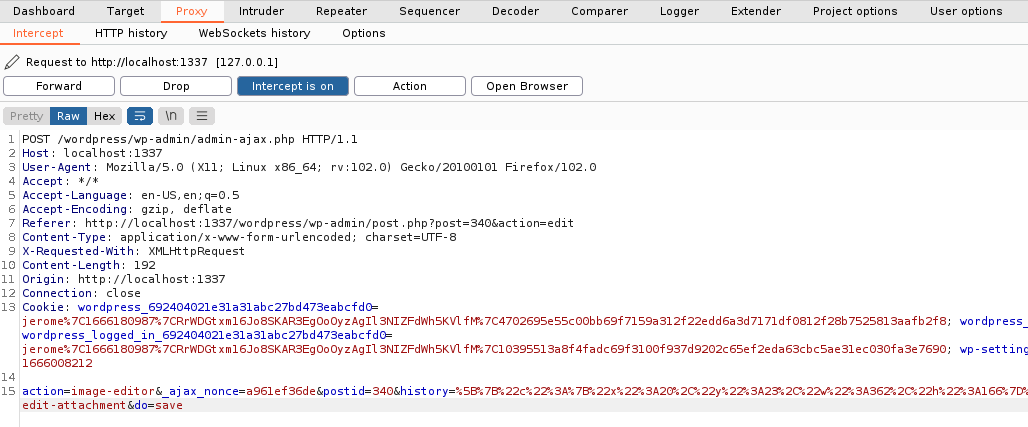 Dashboard Target Proxy Intruder Repeater Sequencer Decoder Comparer Logger Extender Project options User options
Intercept HTTP history WebSockets history Options
Request to http://localhost:1337 [127.0.0.1]
Forward Drop Intercept is on Action Open Browser
Pretty Raw Hex \n
1 POST /wordpress/wp-admin/admin-ajax.php HTTP/1.1
2 Host: localhost:1337
3 User-Agent: Mozilla/5.0 (X11; Linux x86_64; rv:102.0) Gecko/20100101 Firefox/102.0
4 Accept: */*
5 Accept-Language: en-US,en;q=0.5
6 Accept-Encoding: gzip, deflate
7 Referer: http://localhost:1337/wordpress/wp-admin/post.php?post=340&action=edit
8 Content-Type: application/x-www-form-urlencoded; charset=UTF-8
9 X-Requested-With: XMLHttpRequest
10 Content-Length: 192
11 Origin: http://localhost:1337
12 Connection: close
13 Cookie: wordpress_692404021e31a31abc27bd473eabcfd0=
jerome%7C1666180987%7CRrWDGtxm16Jo8SKAR3EgOoOyzAgIl3NIZFdWh5KVlfM%7C4702695e55c00bb69f7159a312f22edd6a3d7171df0812f28b7525813aafb2f8; wordpress_
wordpress_logged_in_692404021e31a31abc27bd473eabcfd0=
jerome%7C1666180987%7CRrWDGtxm16Jo8SKAR3EgOoOyzAgIl3NIZFdWh5KVlfM%7C10395513a8f4fadc69f3100f937d9202c65ef2eda63cbc5ae31ec030fa3e7690; wp-setting
1666008212
14
15 action=image-editor&_ajax_nonce=a961ef36de&postid=340&history=%5B%7B%22c%22%3A%7B%22x%22%3A20%2C%22y%22%3A23%2C%22w%22%3A362%2C%22h%22%3A166%7D%
edit-attachment&do=save